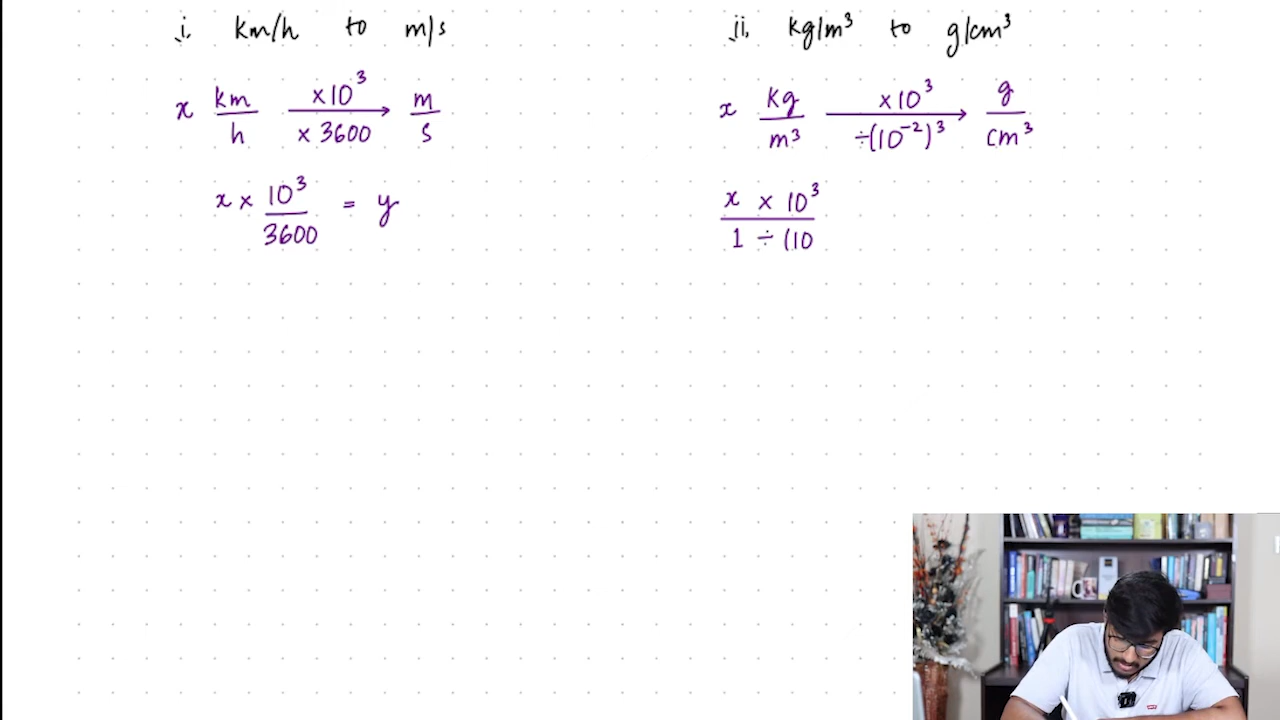 i. km/h to m/s
x km/h ×10³ / × 3600 → m/s
x × 10³/3600 = y
ii. kg/m³ to g/cm³
x kg/m³ ×10³ / ÷(10⁻²)³ → g/cm³
x × 10³
1 ÷ (10